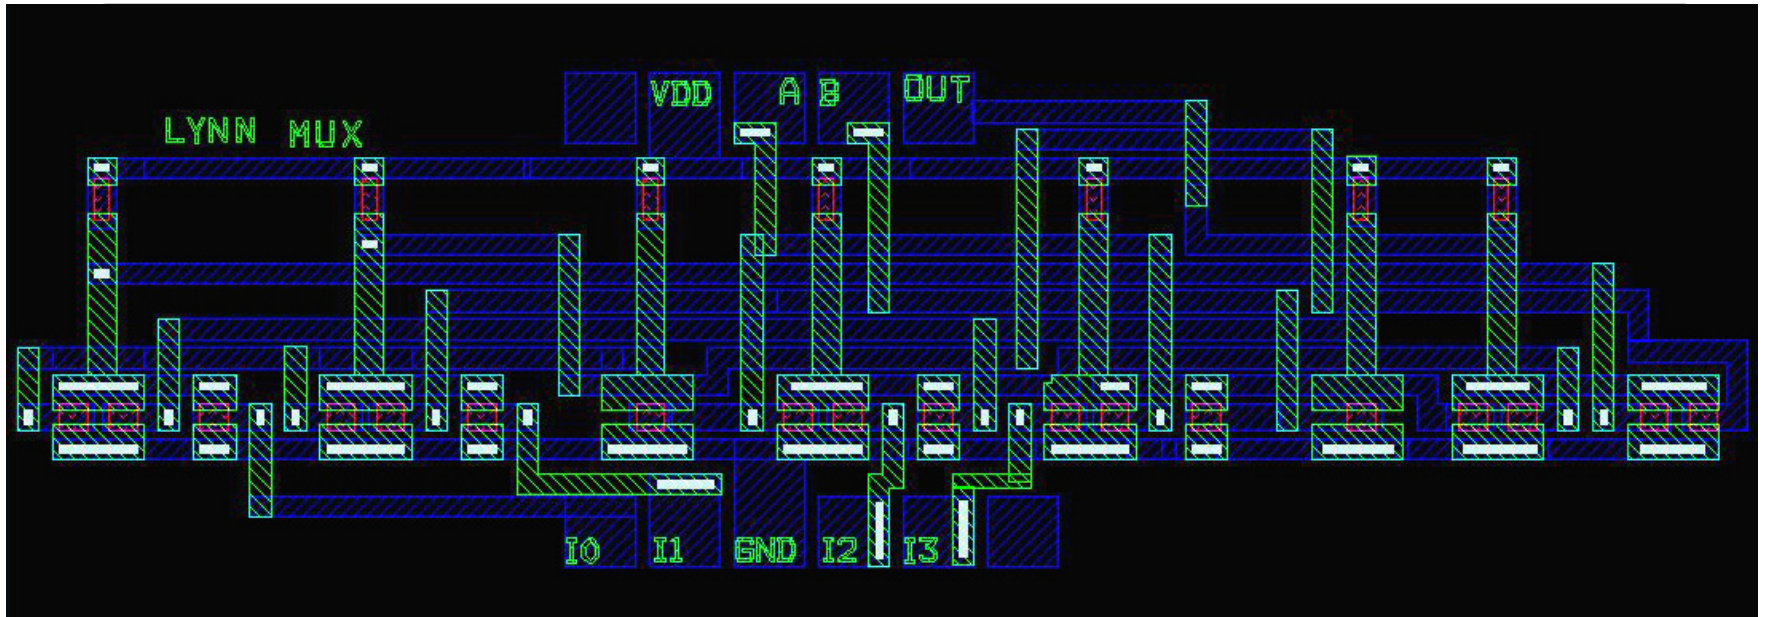 VDD A B OUT
LYNN MUX
I0 I1 GND I2 I3